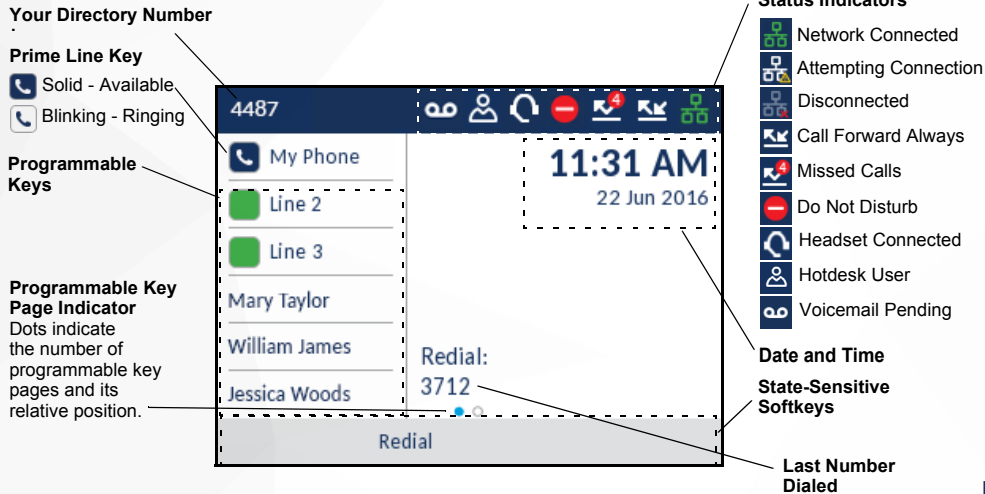 Your Directory Number
Prime Line Key
Solid - Available
Blinking - Ringing
Programmable
Keys
Programmable Key
Page Indicator
Dots indicate
the number of
programmable key
pages and its
relative position.
4487
4
My Phone
Line 2
Line 3
Mary Taylor
William James
Jessica Woods
11:31 AM
22 Jun 2016
Redial:
3712
Redial
Status Indicators
Network Connected
Attempting Connection
Disconnected
Call Forward Always
4
Missed Calls
Do Not Disturb
Headset Connected
Hotdesk User
Voicemail Pending
Date and Time
State-Sensitive
Softkeys
Last Number
Dialed